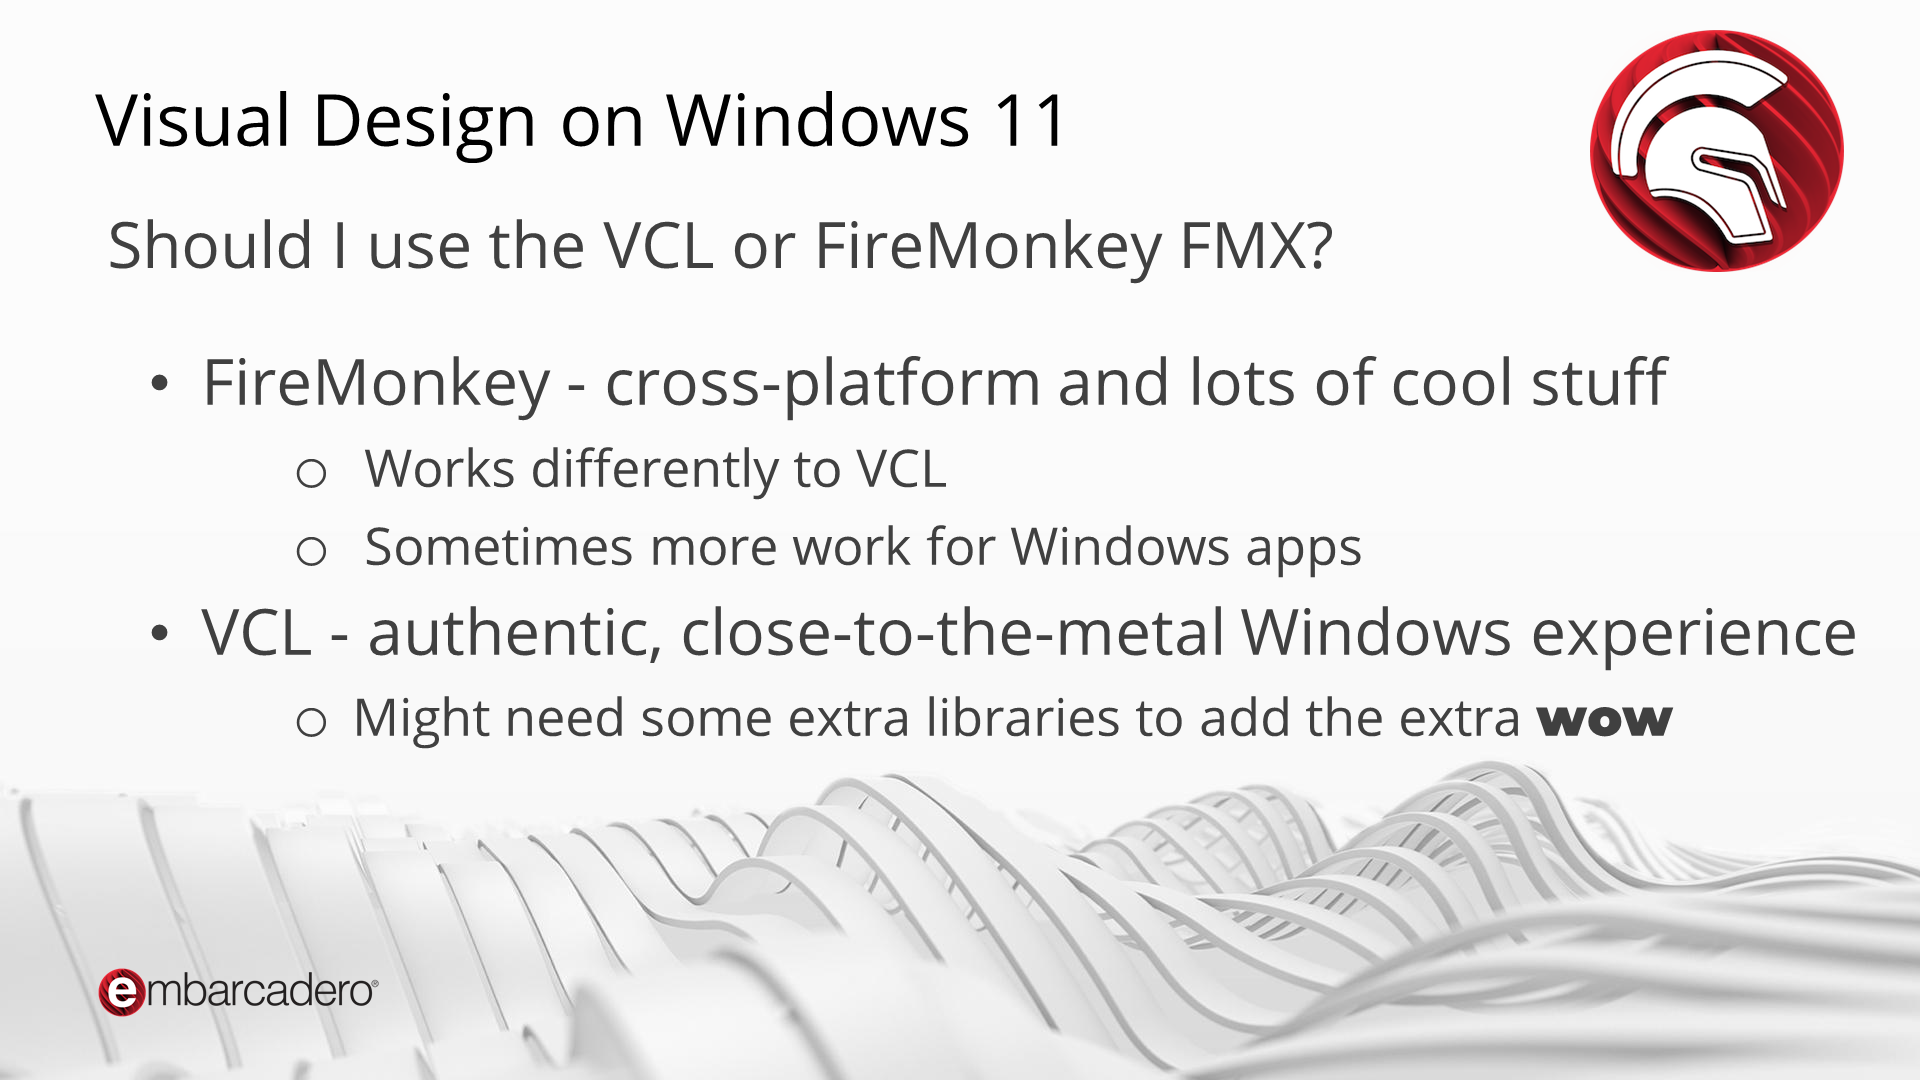 Visual Design on Windows 11
Should I use the VCL or FireMonkey FMX?
• FireMonkey - cross-platform and lots of cool stuff
○ Works differently to VCL
○ Sometimes more work for Windows apps
• VCL - authentic, close-to-the-metal Windows experience
○ Might need some extra libraries to add the extra wow
embarcadero®